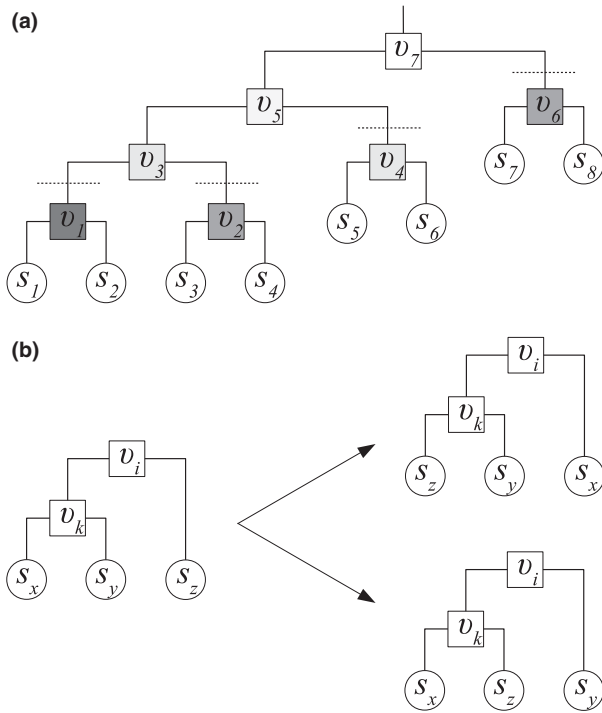 (a)
v7
v5
v6
v3
v4
s7 s8
v1 v2
s5 s6
s1 s2 s3 s4
(b)
vi
vk
sz sy sx
vi
vk
sx sy sz
vi
vk
sx sz sy